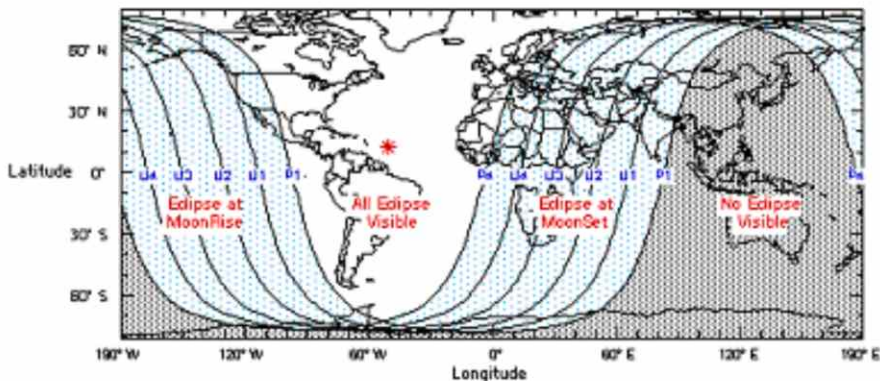 60° N
30° N
Latitude
0°
U4 U3 U2 U1 P1
P4 U4 U3 U2 U1 P1
P4
Eclipse at
MoonRise
All Eclipse
Visible
Eclipse at
MoonSet
No Eclipse
Visible
30° S
60° S
180° W
120° W
60° W
0°
60° E
120° E
180° E
Longitude